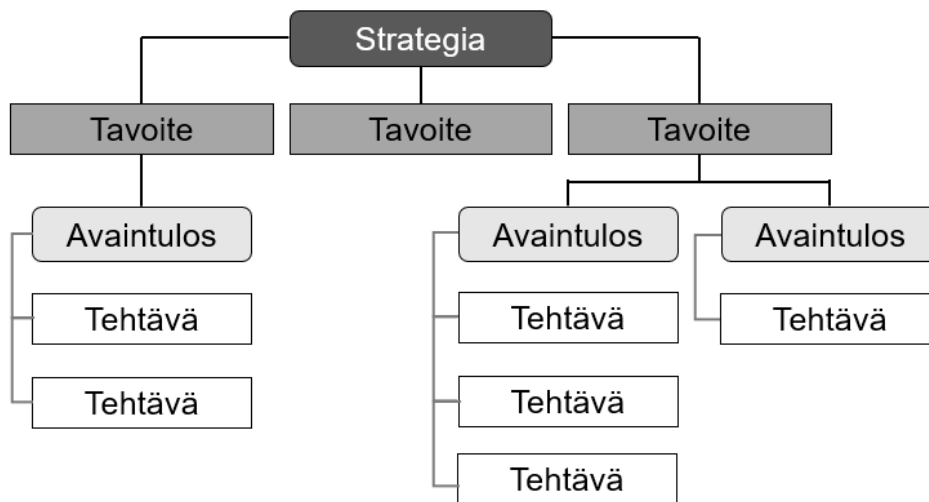 Strategia
Tavoite
Tavoite
Tavoite
Avaintulos
Avaintulos
Avaintulos
Tehtävä
Tehtävä
Tehtävä
Tehtävä
Tehtävä
Tehtävä